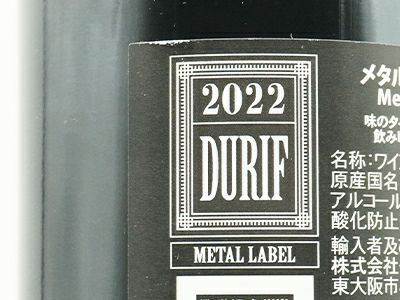 2022
DURIF
METAL LABEL
メタル
Me
味のタ
飲み
名称:ワイ
原産国名
アルコール
酸化防止
輸入者及び
株式会社
東大阪市